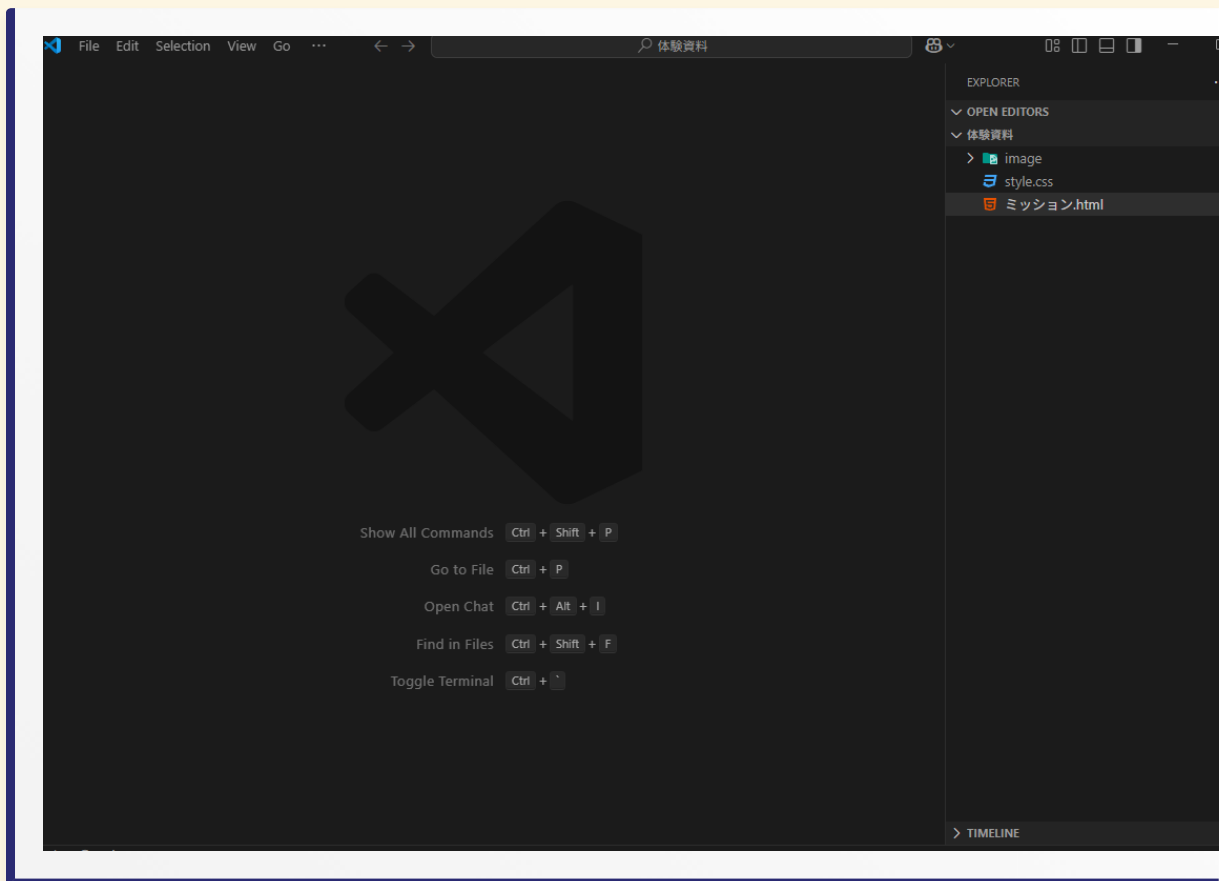 File Edit Selection View Go ··· 体験資料
EXPLORER
OPEN EDITORS
体験資料
image
style.css
ミッション.html
Show All Commands Ctrl + Shift + P
Go to File Ctrl + P
Open Chat Ctrl + Alt + I
Find in Files Ctrl + Shift + F
Toggle Terminal Ctrl + `
TIMELINE